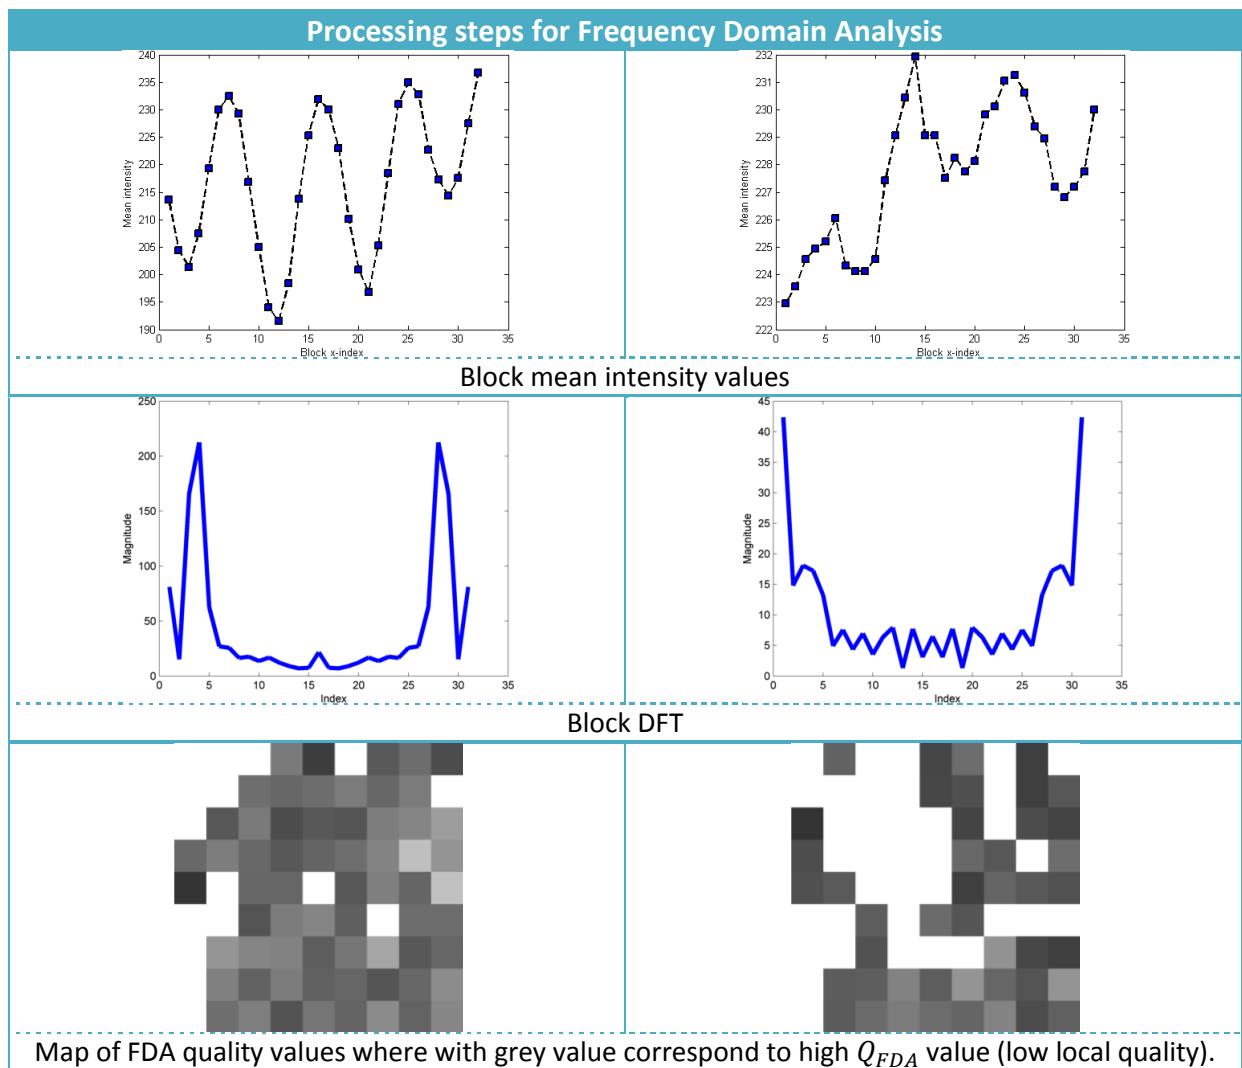 Processing steps for Frequency Domain Analysis
240
235
230
225
220
215
210
205
200
195
190
Mean intensity
0 5 10 15 20 25 30 35
Block x-index
232
231
230
229
228
227
226
225
224
223
222
Mean intensity
0 5 10 15 20 25 30 35
Block x-index
Block mean intensity values
250
200
150
100
50
0
Magnitude
0 5 10 15 20 25 30 35
Index
45
40
35
30
25
20
15
10
5
0
Magnitude
0 5 10 15 20 25 30 35
Index
Block DFT
Map of FDA quality values where with grey value correspond to high Q_FDA value (low local quality).